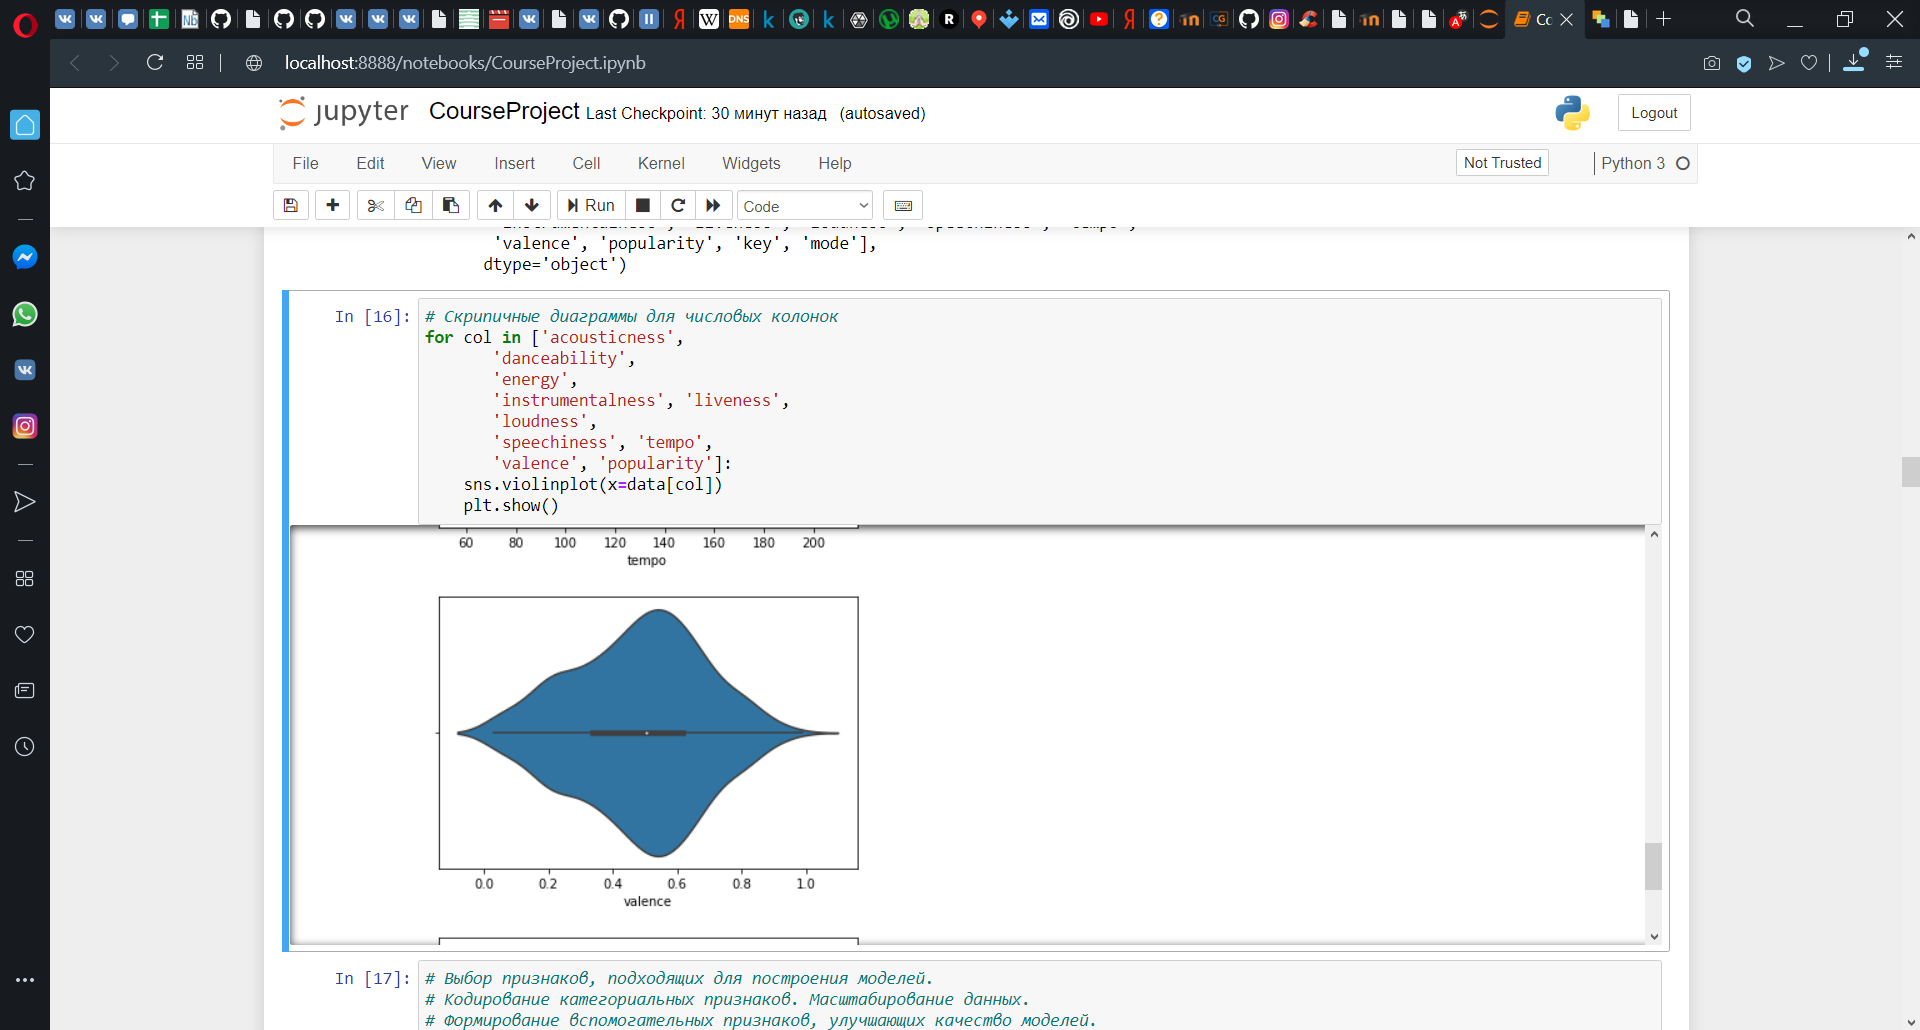 Co
localhost:8888/notebooks/CourseProject.ipynb
jupyter CourseProject Last Checkpoint: 30 минут назад (autosaved)
Logout
File Edit View Insert Cell Kernel Widgets Help
Not Trusted
Python 3
Run
Code
'valence', 'popularity', 'key', 'mode'],
dtype='object')
In [16]:
# Скрипичные диаграммы для числовых колонок
for col in ['acousticness',
'danceability',
'energy',
'instrumentalness', 'liveness',
'loudness',
'speechiness', 'tempo',
'valence', 'popularity']:
sns.violinplot(x=data[col])
plt.show()
60 80 100 120 140 160 180 200
tempo
0.0 0.2 0.4 0.6 0.8 1.0
valence
In [17]:
# Выбор признаков, подходящих для построения моделей.
# Кодирование категориальных признаков. Масштабирование данных.
# Формирование вспомогательных признаков, улучшающих качество моделей.